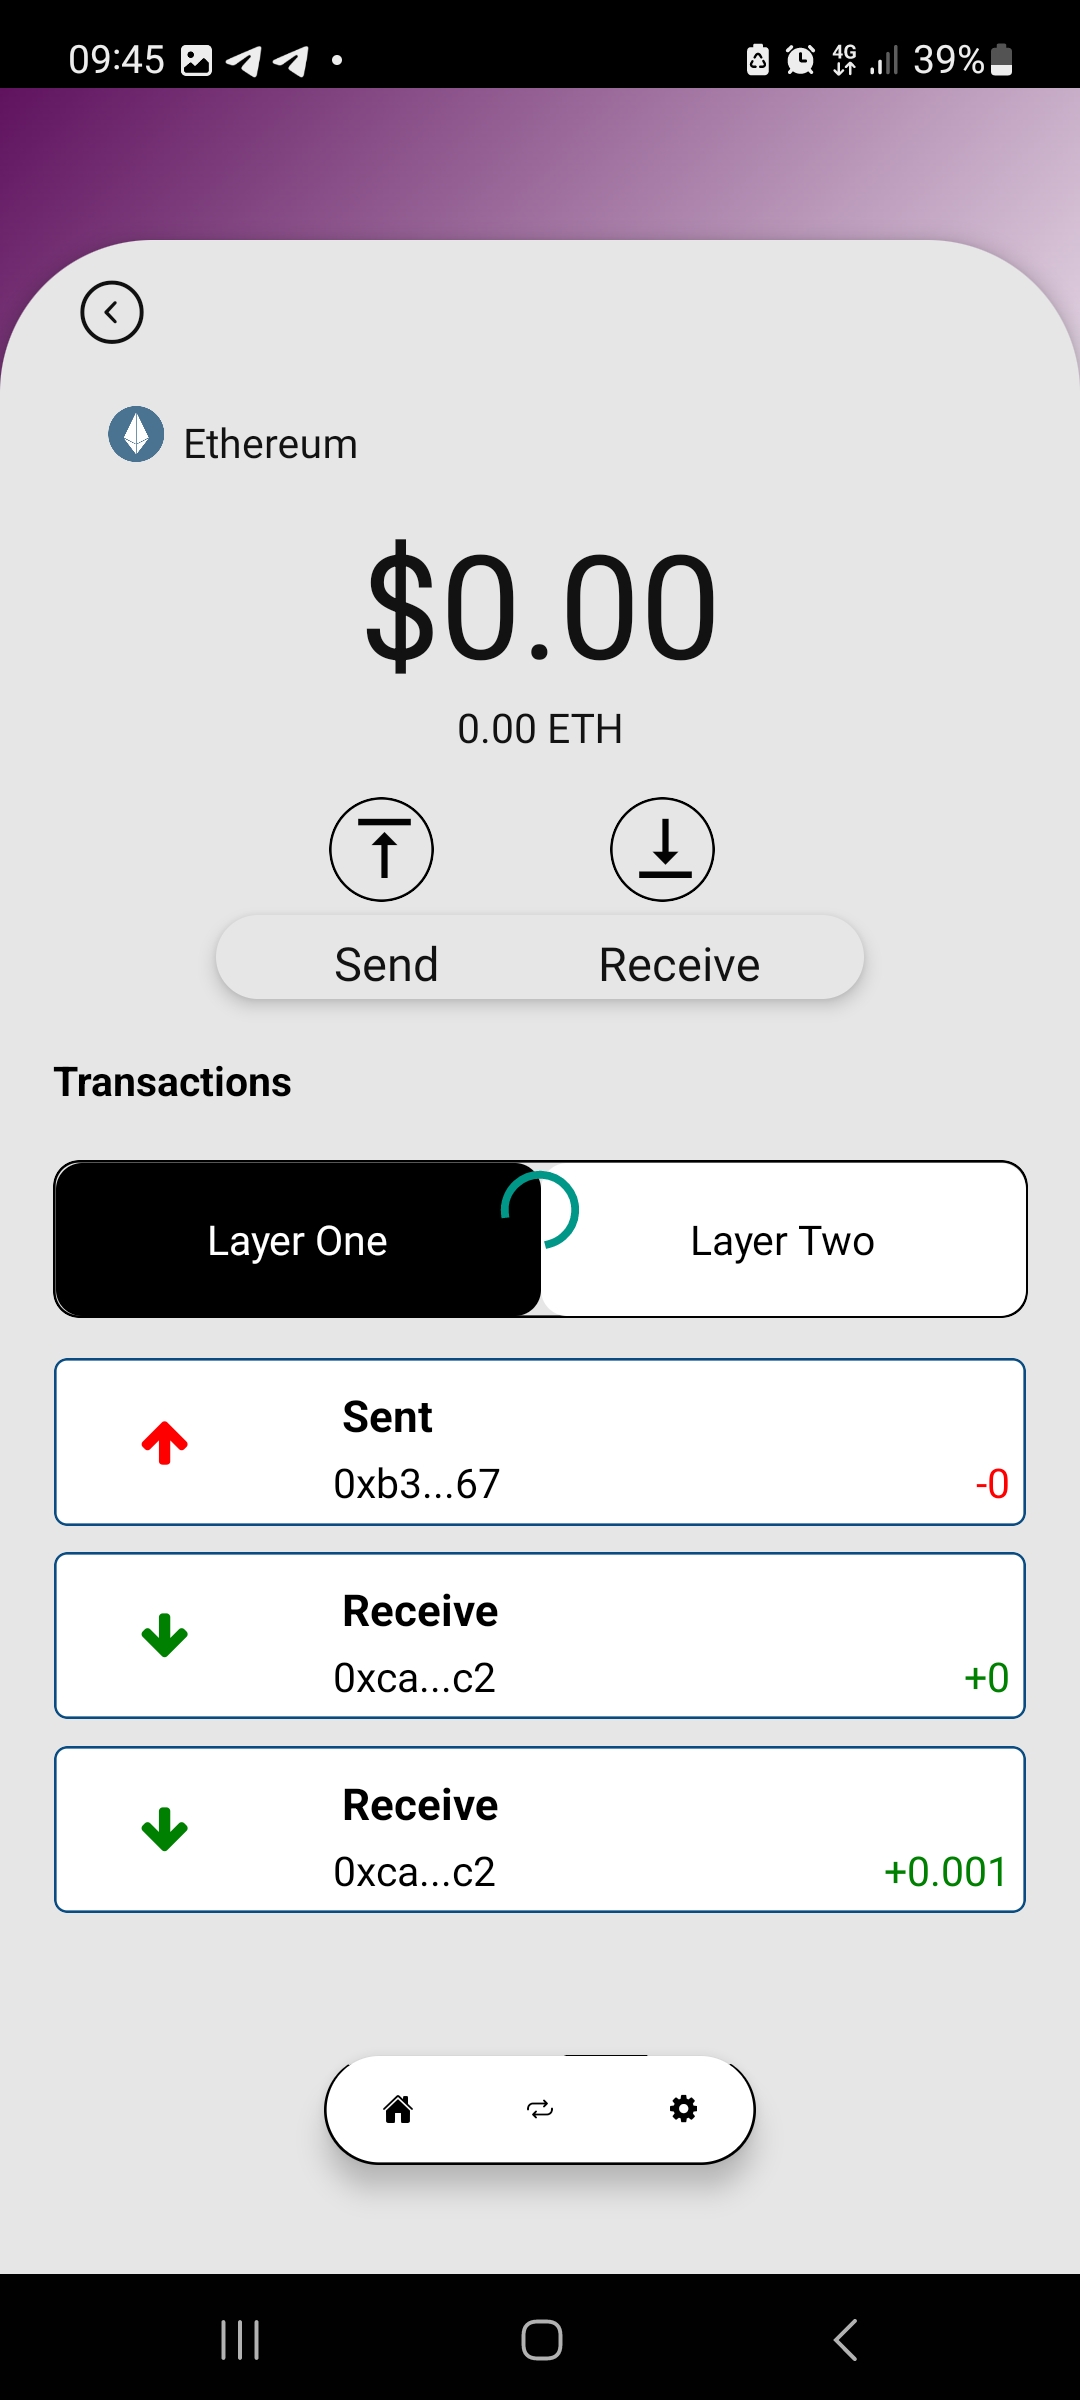 09:45 4G 39%
Ethereum
$0.00
0.00 ETH
Send Receive
Transactions
Layer One Layer Two
Sent
0xb3...67 -0
Receive
0xca...c2 +0
Receive
0xca...c2 +0.001